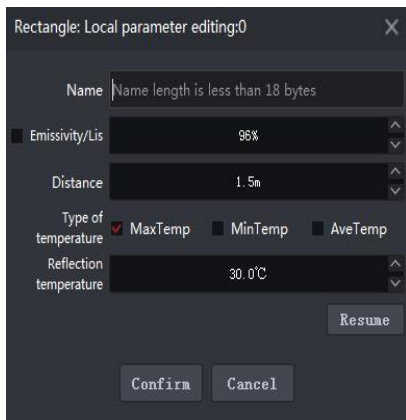 Rectangle: Local parameter editing:0
Name Name length is less than 18 bytes
Emissivity/Lis 96%
Distance 1.5m
Type of
temperature MaxTemp MinTemp AveTemp
Reflection
temperature 30.0℃
Resume
Confirm Cancel